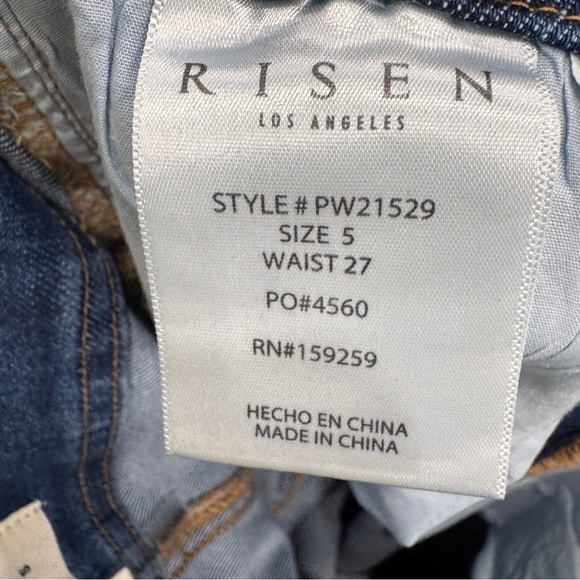 RISEN
LOS ANGELES
STYLE # PW21529
SIZE 5
WAIST 27
PO#4560
RN#159259
HECHO EN CHINA
MADE IN CHINA